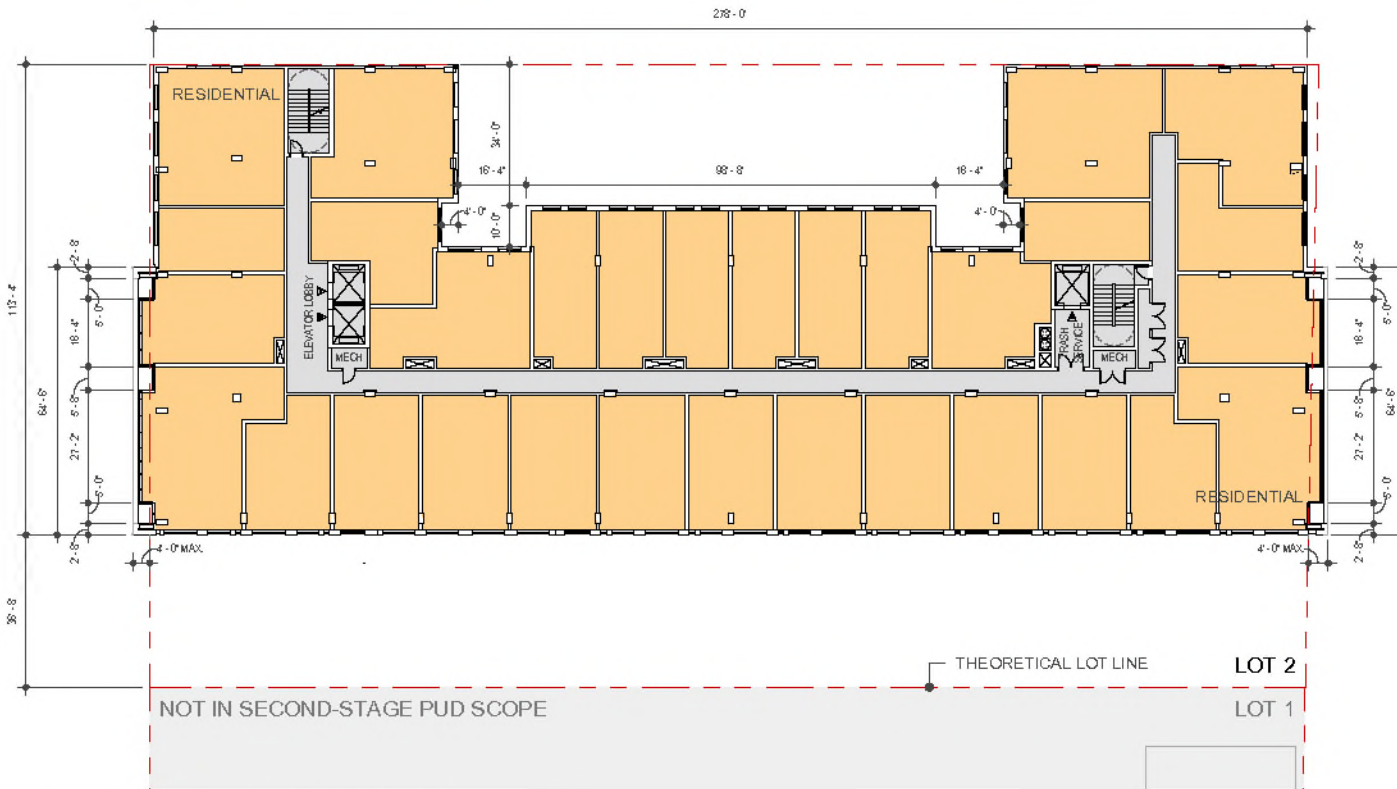 278'-0"
RESIDENTIAL
34'-0"
16'-4"
98'-8"
16'-4"
4'-0"
10'-0"
4'-0"
2'-8"
2'-8"
113'-4"
5'-0"
5'-0"
ELEVATOR LOBBY
16'-4"
16'-4"
MECH
TRASH
SERVICE
MECH
64'-6"
5'-8"
5'-8"
64'-6"
27'-2"
27'-2"
5'-0"
RESIDENTIAL
5'-0"
2'-8"
4'-0" MAX.
4'-0" MAX.
2'-8"
36'-8"
THEORETICAL LOT LINE
LOT 2
NOT IN SECOND-STAGE PUD SCOPE
LOT 1